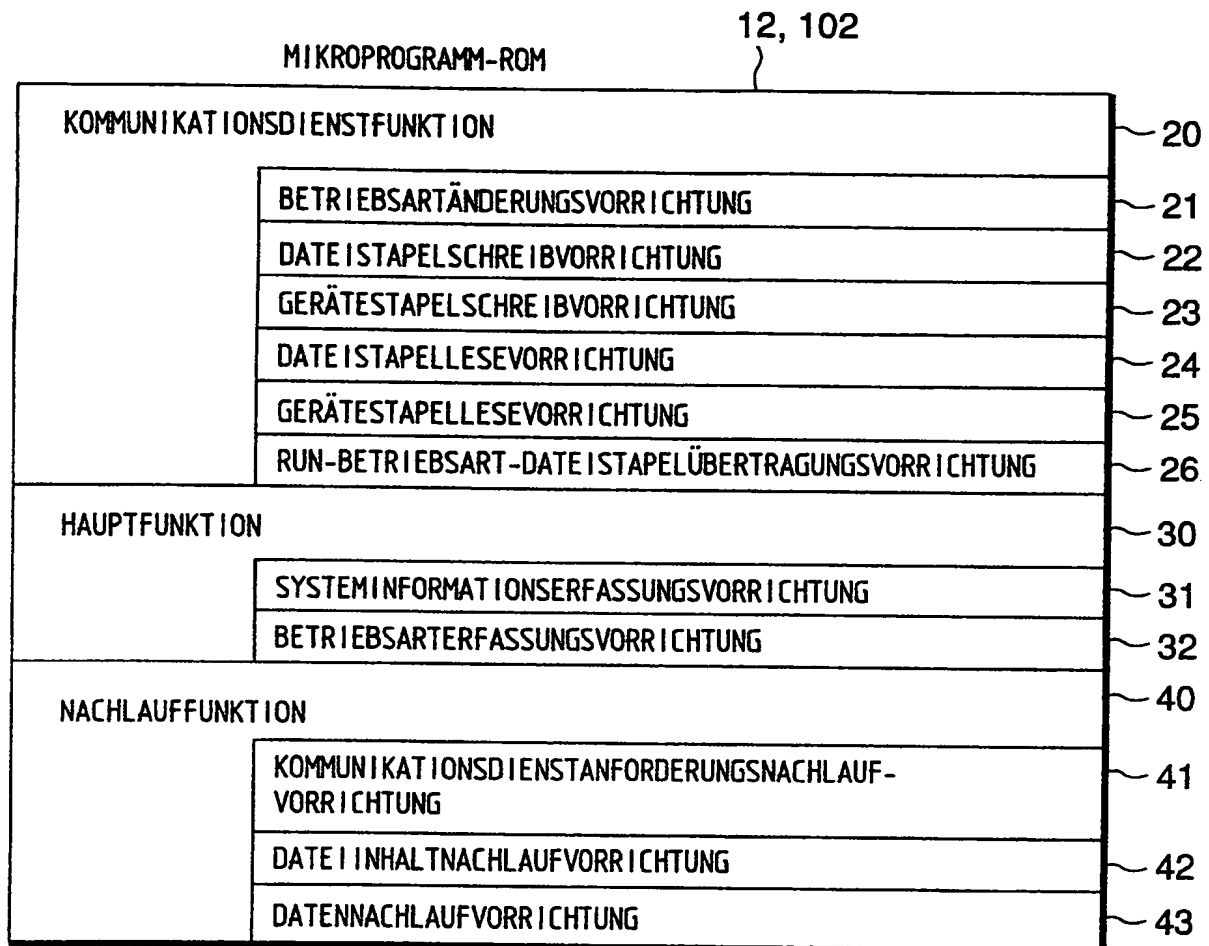 12, 102
MIKROPROGRAMM-ROM
KOMMUNIKATIONSDIENSTFUNKTION
20
BETRIEBSARTÄNDERUNGSVORRICHTUNG
21
DATEISTAPELSCHREIBVORRICHTUNG
22
GERÄTESTAPELSCHREIBVORRICHTUNG
23
DATEISTAPELLESEVORRICHTUNG
24
GERÄTESTAPELLESEVORRICHTUNG
25
RUN-BETRIEBSART-DATEISTAPELÜBERTRAGUNGSVORRICHTUNG
26
HAUPTFUNKTION
30
SYSTEMINFORMATIONSERFASSUNGSVORRICHTUNG
31
BETRIEBSARTERFASSUNGSVORRICHTUNG
32
NACHLAUFFUNKTION
40
KOMMUNIKATIONSDIENSTANFORDERUNGSNACHLAUF-
VORRICHTUNG
41
DATEIINHALTNACHLAUFVORRICHTUNG
42
DATENNACHLAUFVORRICHTUNG
43